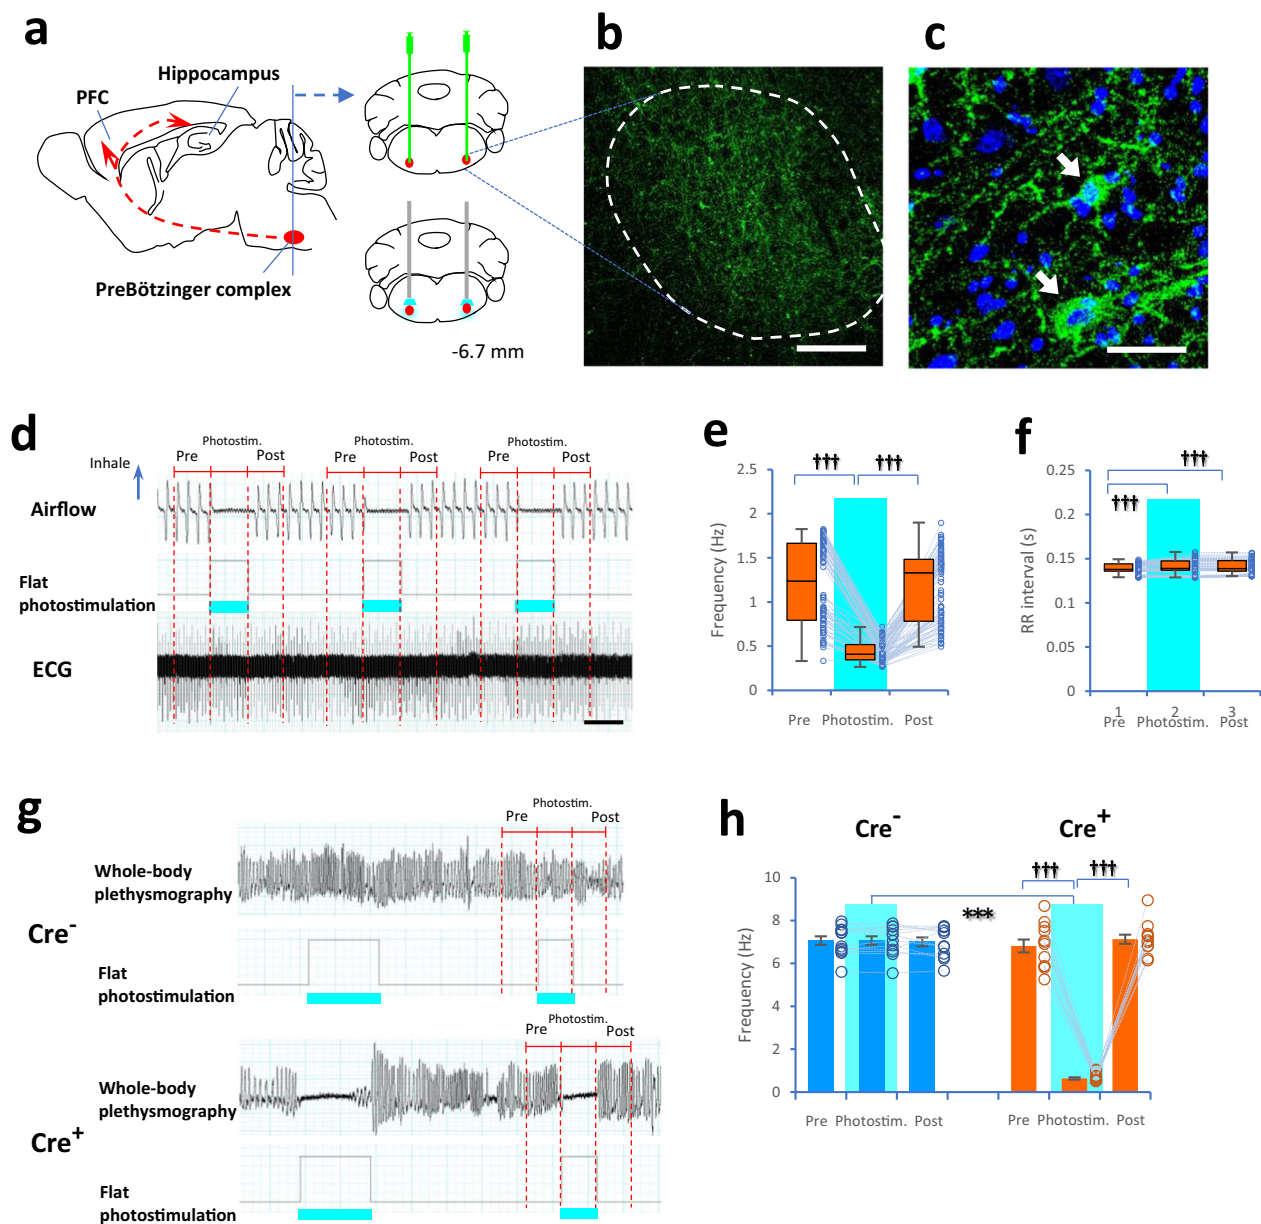 a
Hippocampus
PFC
PreBötzinger complex
-6.7 mm
b
c
d
Photostim.
Photostim.
Photostim.
Inhale
Pre
Post
Pre
Post
Pre
Post
Airflow
Flat
photostimulation
ECG
e
†††
†††
2.5
2
1.5
1
0.5
0
Frequency (Hz)
Pre
Photostim.
Post
f
†††
†††
0.25
0.2
0.15
0.1
0.05
0
RR interval (s)
1
2
3
Pre
Photostim.
Post
g
Photostim.
Pre
Post
Whole-body
plethysmography
Cre-
Flat
photostimulation
Photostim.
Pre
Post
Whole-body
plethysmography
Cre+
Flat
photostimulation
h
Cre-
Cre+
†††
†††
***
10
8
6
4
2
0
Frequency (Hz)
Pre
Photostim.
Post
Pre
Photostim.
Post